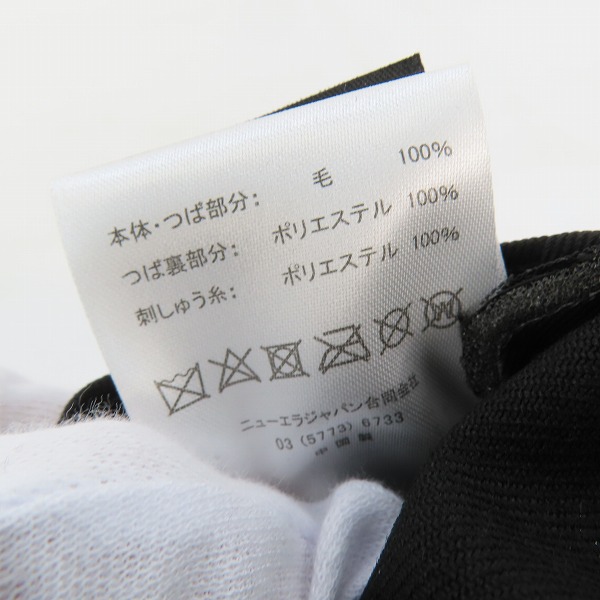 本体・つば部分: 毛 100%
つば裏部分: ポリエステル 100%
刺しゅう糸: ポリエステル 100%
ニューエラジャパン合同会社
03 (5773) 6733
中国製